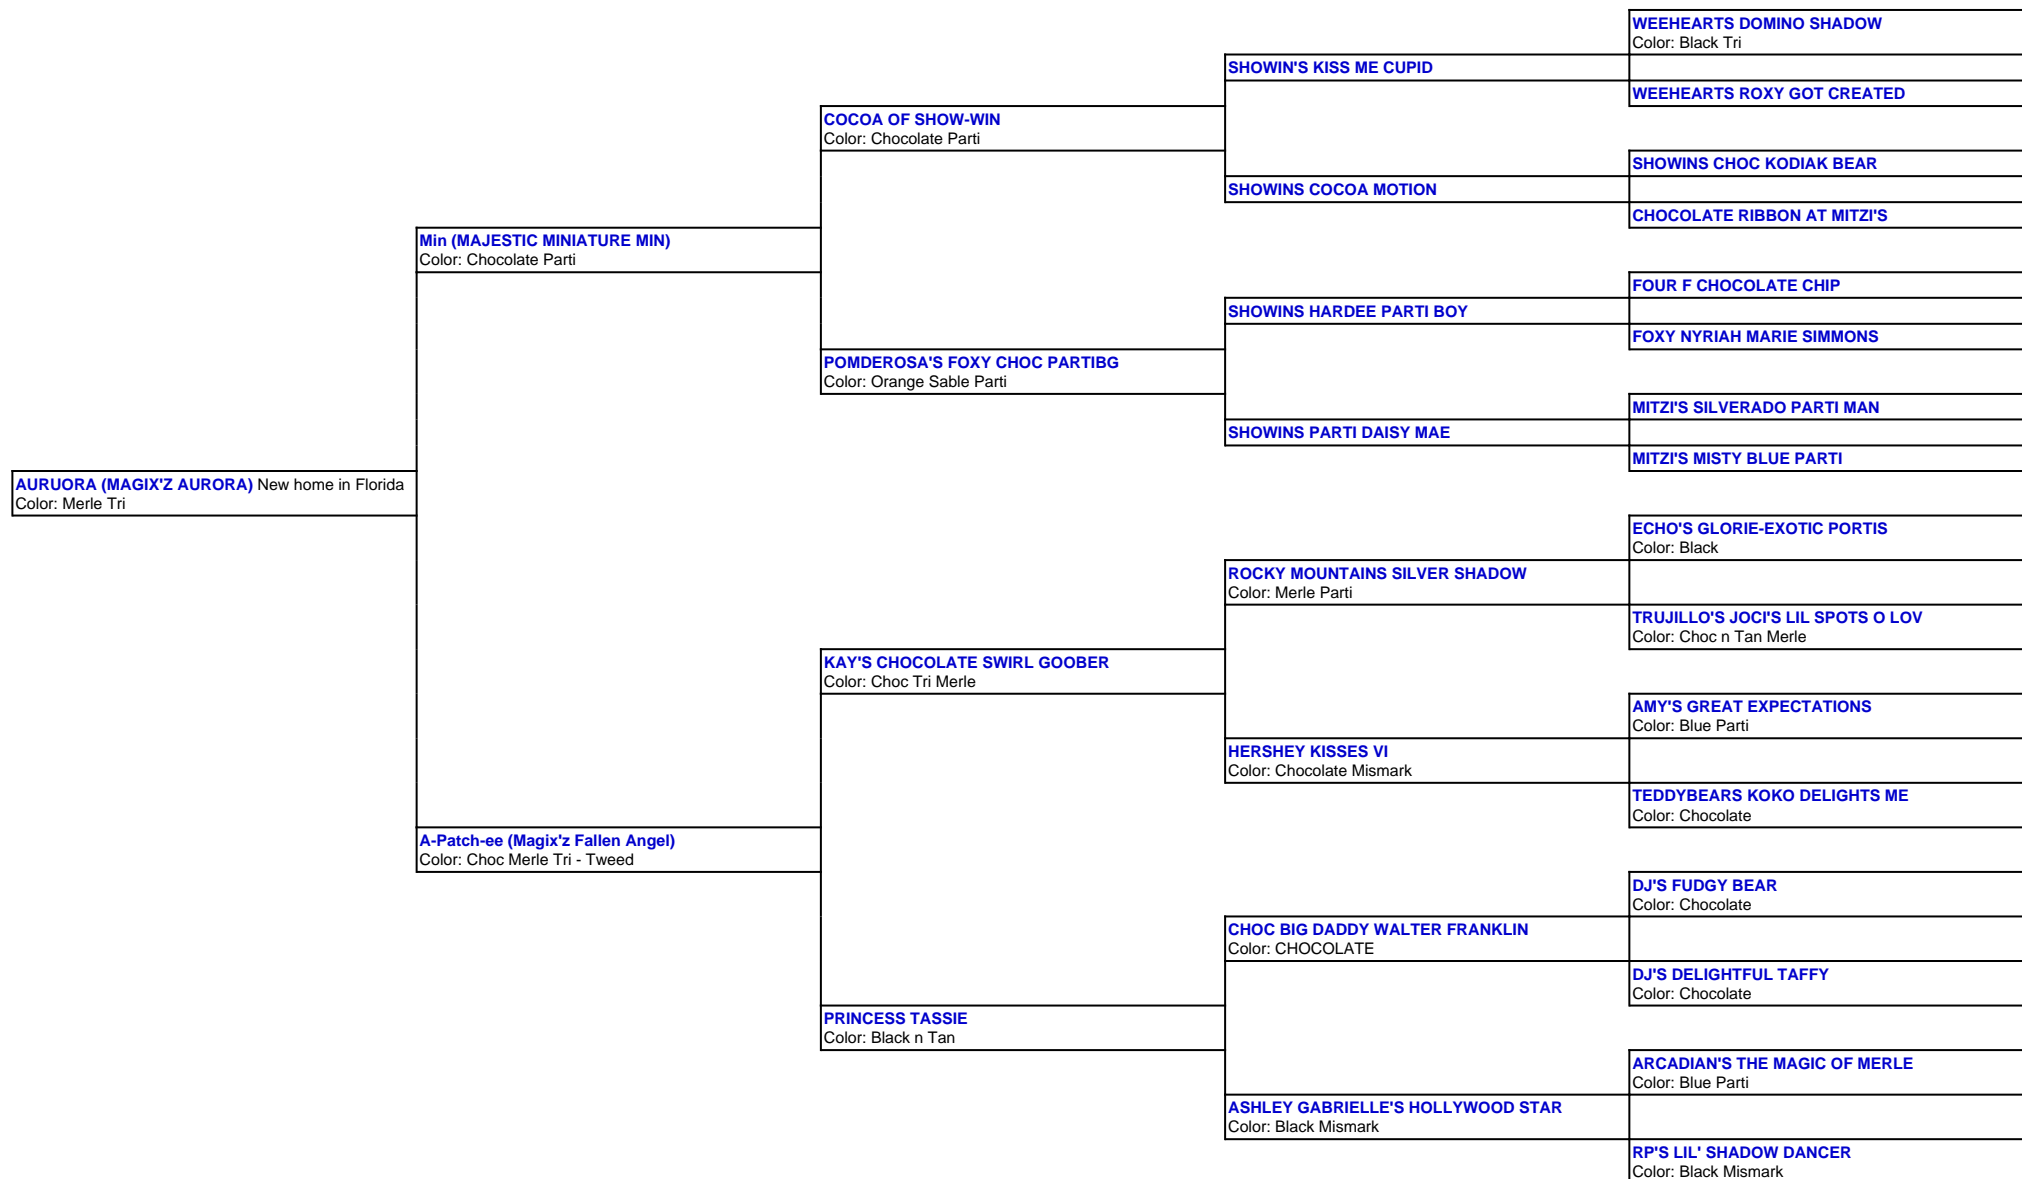 WEEHEARTS DOMINO SHADOW
Color: Black Tri
SHOWIN'S KISS ME CUPID
WEEHEARTS ROXY GOT CREATED
COCOA OF SHOW-WIN
Color: Chocolate Parti
SHOWINS CHOC KODIAK BEAR
SHOWINS COCOA MOTION
CHOCOLATE RIBBON AT MITZI'S
Min (MAJESTIC MINIATURE MIN)
Color: Chocolate Parti
FOUR F CHOCOLATE CHIP
SHOWINS HARDEE PARTI BOY
FOXY NYRIAH MARIE SIMMONS
POMDEROSA'S FOXY CHOC PARTIBG
Color: Orange Sable Parti
MITZI'S SILVERADO PARTI MAN
SHOWINS PARTI DAISY MAE
MITZI'S MISTY BLUE PARTI
AURUORA (MAGIX'Z AURORA) New home in Florida
Color: Merle Tri
ECHO'S GLORIE-EXOTIC PORTIS
Color: Black
ROCKY MOUNTAINS SILVER SHADOW
Color: Merle Parti
TRUJILLO'S JOCI'S LIL SPOTS O LOV
Color: Choc n Tan Merle
KAY'S CHOCOLATE SWIRL GOOBER
Color: Choc Tri Merle
AMY'S GREAT EXPECTATIONS
Color: Blue Parti
HERSHEY KISSES VI
Color: Chocolate Mismark
TEDDYBEARS KOKO DELIGHTS ME
Color: Chocolate
A-Patch-ee (Magix'z Fallen Angel)
Color: Choc Merle Tri - Tweed
DJ'S FUDGY BEAR
Color: Chocolate
CHOC BIG DADDY WALTER FRANKLIN
Color: CHOCOLATE
DJ'S DELIGHTFUL TAFFY
Color: Chocolate
PRINCESS TASSIE
Color: Black n Tan
ARCADIAN'S THE MAGIC OF MERLE
Color: Blue Parti
ASHLEY GABRIELLE'S HOLLYWOOD STAR
Color: Black Mismark
RP'S LIL' SHADOW DANCER
Color: Black Mismark